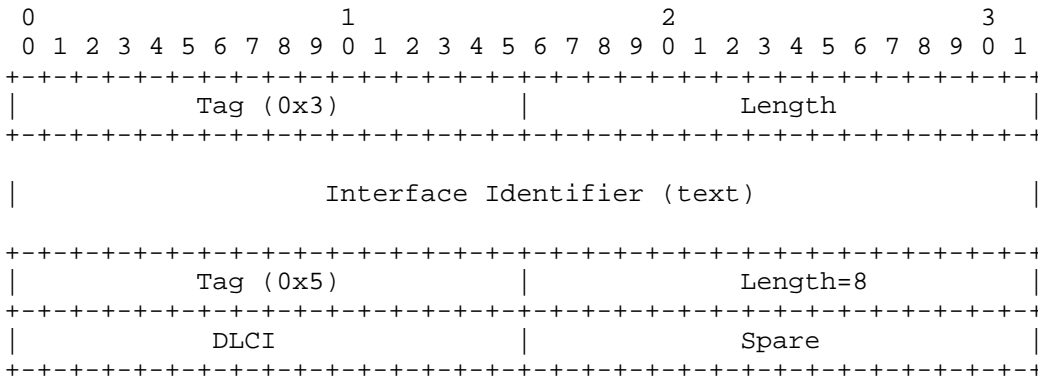 0                   1                   2                   3
 0 1 2 3 4 5 6 7 8 9 0 1 2 3 4 5 6 7 8 9 0 1 2 3 4 5 6 7 8 9 0 1
+-+-+-+-+-+-+-+-+-+-+-+-+-+-+-+-+-+-+-+-+-+-+-+-+-+-+-+-+-+-+-+-+
|           Tag (0x3)           |             Length            |
+-+-+-+-+-+-+-+-+-+-+-+-+-+-+-+-+-+-+-+-+-+-+-+-+-+-+-+-+-+-+-+-+
|                   Interface Identifier (text)                 |
+-+-+-+-+-+-+-+-+-+-+-+-+-+-+-+-+-+-+-+-+-+-+-+-+-+-+-+-+-+-+-+-+
|           Tag (0x5)           |             Length=8          |
+-+-+-+-+-+-+-+-+-+-+-+-+-+-+-+-+-+-+-+-+-+-+-+-+-+-+-+-+-+-+-+-+
|            DLCI               |             Spare             |
+-+-+-+-+-+-+-+-+-+-+-+-+-+-+-+-+-+-+-+-+-+-+-+-+-+-+-+-+-+-+-+-+